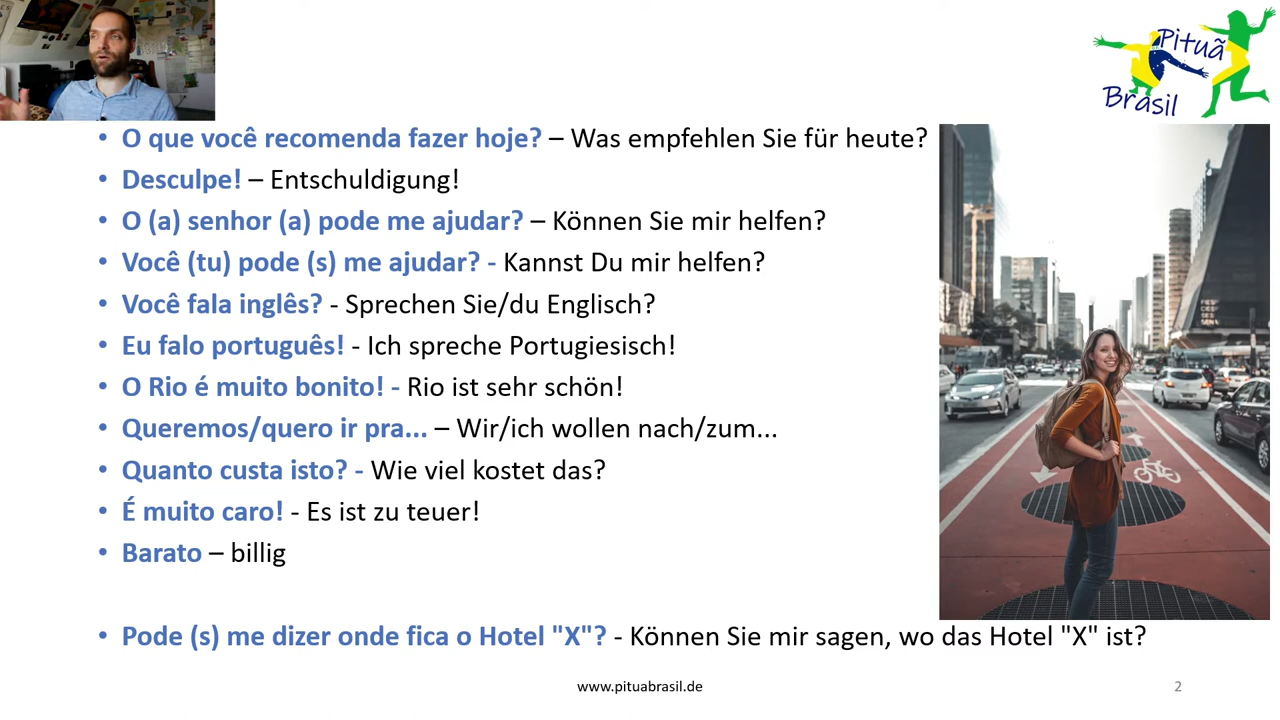 Pituã
Brasil
• O que você recomenda fazer hoje? – Was empfehlen Sie für heute?
• Desculpe! – Entschuldigung!
• O (a) senhor (a) pode me ajudar? – Können Sie mir helfen?
• Você (tu) pode (s) me ajudar? - Kannst Du mir helfen?
• Você fala inglês? - Sprechen Sie/du Englisch?
• Eu falo português! - Ich spreche Portugiesisch!
• O Rio é muito bonito! - Rio ist sehr schön!
• Queremos/quero ir pra... – Wir/ich wollen nach/zum...
• Quanto custa isto? - Wie viel kostet das?
• É muito caro! - Es ist zu teuer!
• Barato – billig
• Pode (s) me dizer onde fica o Hotel "X"? - Können Sie mir sagen, wo das Hotel "X" ist?
www.pituabrasil.de
2